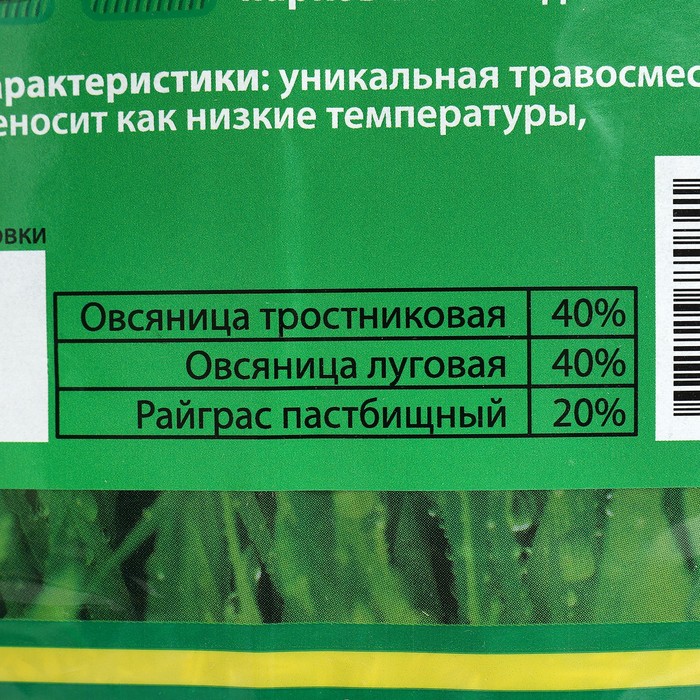 арактеристики: уникальная травосмес
еносит как низкие температуры,
овки
Овсяница тростниковая 40%
Овсяница луговая 40%
Райграс пастбищный 20%